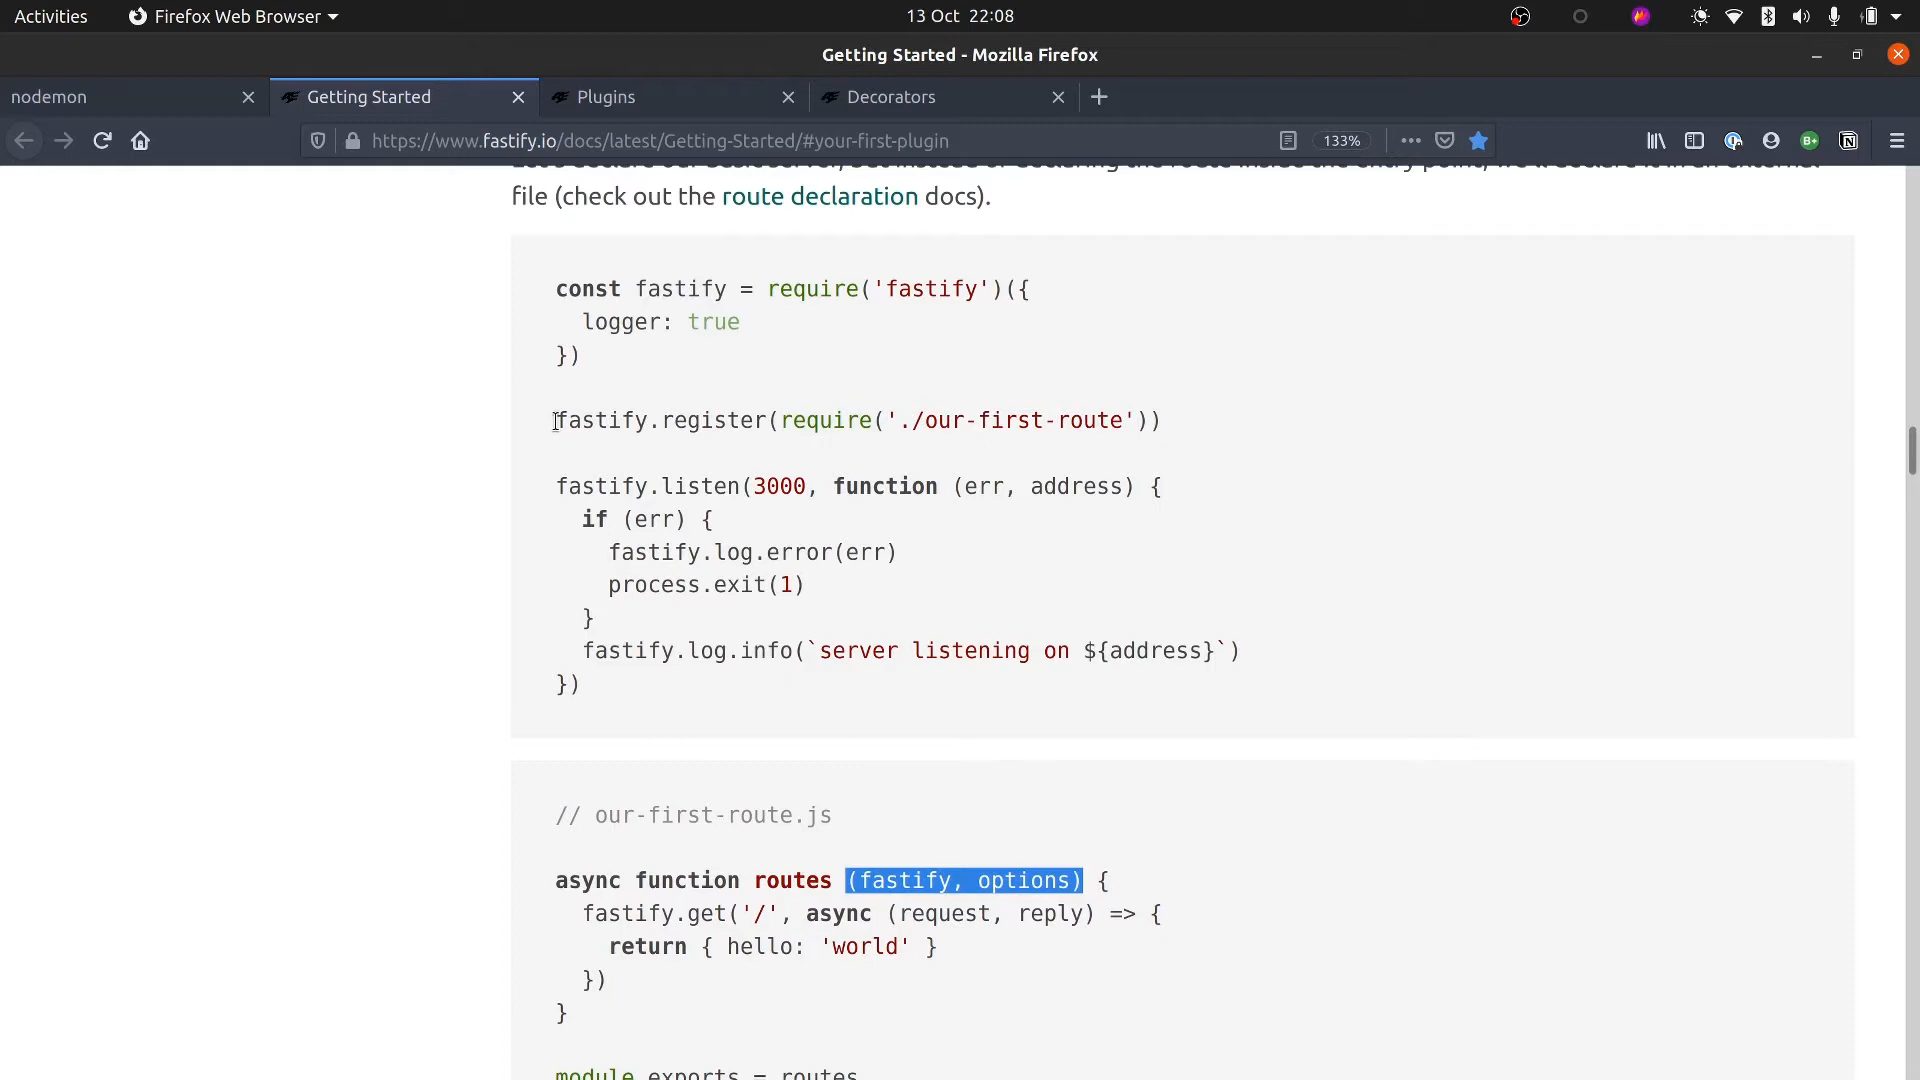 Activities Firefox Web Browser 13 Oct 22:08
Getting Started - Mozilla Firefox
nodemon Getting Started Plugins Decorators
https://www.fastify.io/docs/latest/Getting-Started/#your-first-plugin 133%
file (check out the route declaration docs).
const fastify = require('fastify')({
logger: true
})
fastify.register(require('./our-first-route'))
fastify.listen(3000, function (err, address) {
if (err) {
fastify.log.error(err)
process.exit(1)
}
fastify.log.info(`server listening on ${address}`)
})
// our-first-route.js
async function routes (fastify, options) {
fastify.get('/', async (request, reply) => {
return { hello: 'world' }
})
}
module.exports = routes